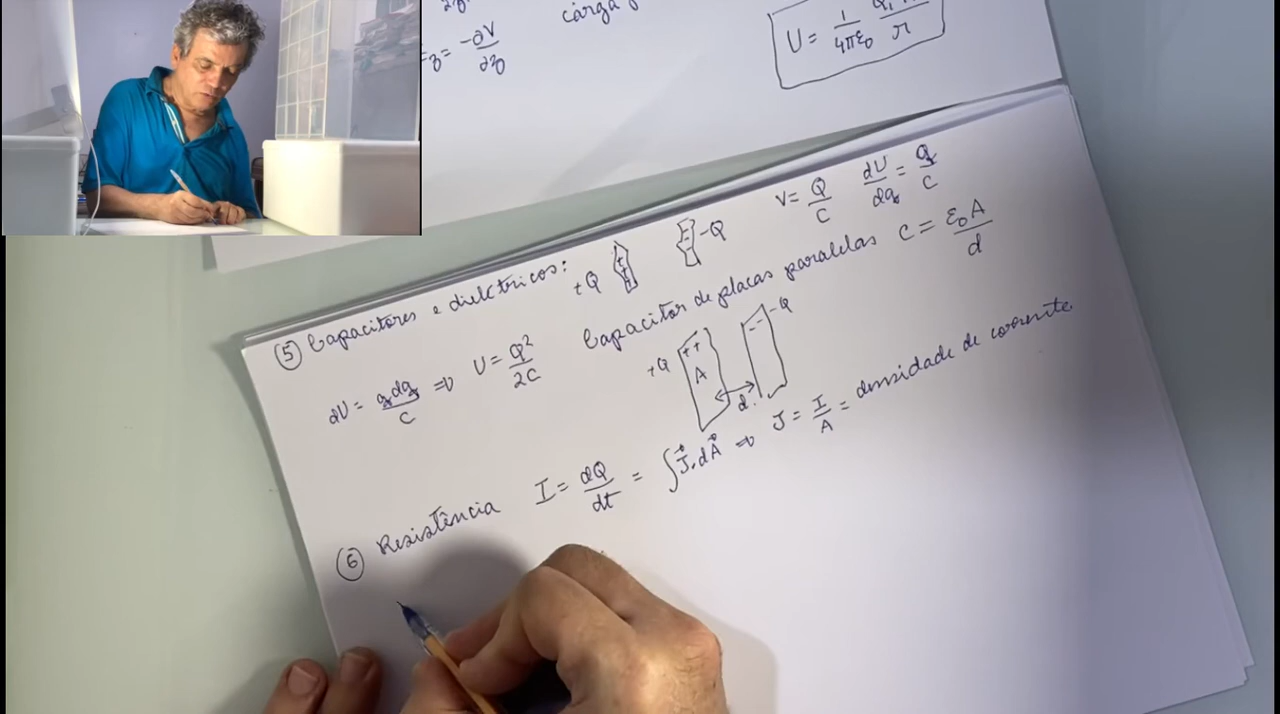 E_z = -∂V/∂z
carga
U = 1/4πε₀
r
⑤ Capacitores e dielétricos: +Q ++ -- -Q V = Q/C dU/dq = q/C
dU = q dq/C ⇒ U = Q²/2C Capacitor de placas paralelas C = ε₀A/d
+Q ++ A d -- -Q
⑥ Resistência I = dQ/dt = ∫J⃗.dA⃗ ⇒ J = I/A = densidade de corrente